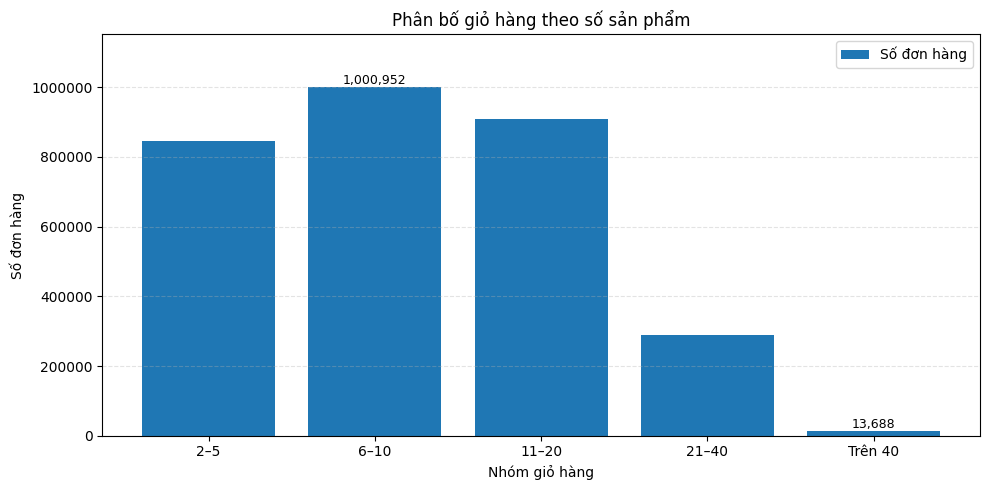 Phân bố giỏ hàng theo số sản phẩm
Số đơn hàng
1,000,952
13,688
Số đơn hàng
1000000
800000
600000
400000
200000
0
2–5
6–10
11–20
21–40
Trên 40
Nhóm giỏ hàng